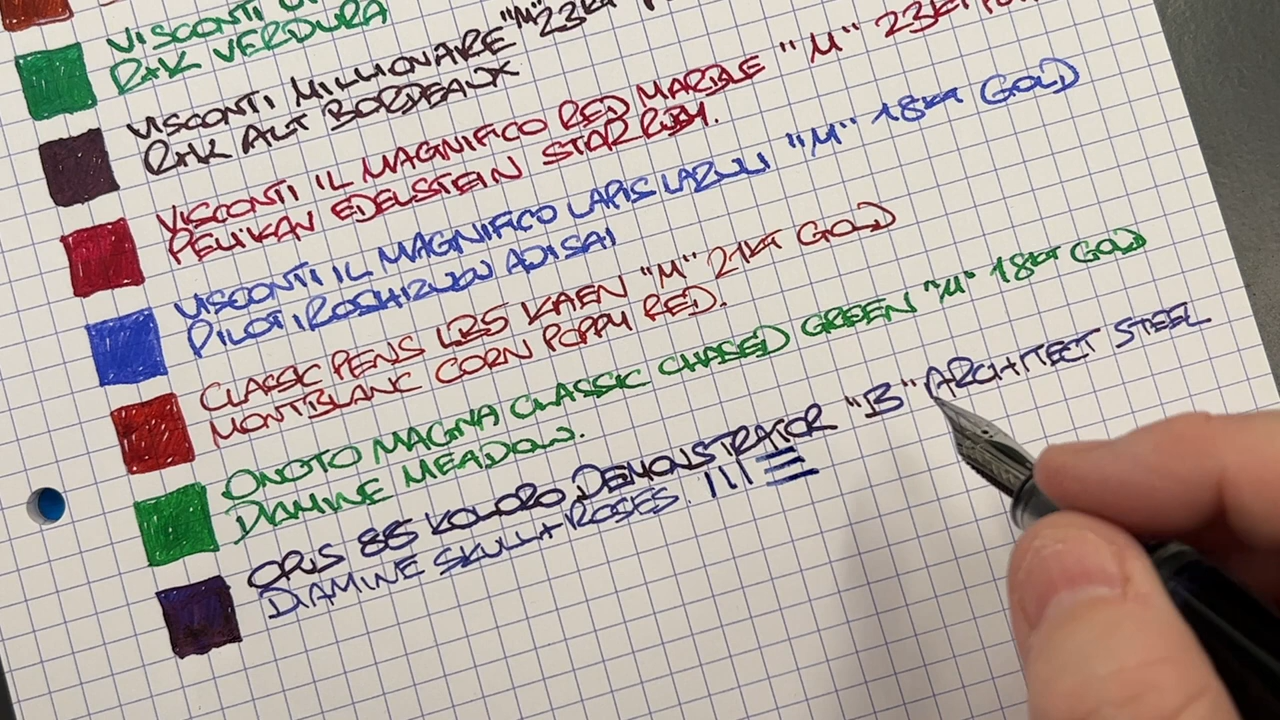 VISCONTI
R+K VERDURA
VISCONTI MILLIONAIRE "M" 23KT
R+K ALT BORDEAUX
VISCONTI IL MAGNIFICO RED MARBLE "M" 23KT
PELIKAN EDELSTEIN STAR RUBY.
VISCONTI IL MAGNIFICO LAPIS LAZULI "M" 18KT GOLD
PILOT IROSHIZUKU AJISAI
CLASSIC PENS LB5 KAEN "M" 21KT GOLD
MONTBLANC CORN POPPY RED.
ONOTO MAGNA CLASSIC CHASED GREEN "M" 18KT GOLD
DIAMINE MEADOW.
OPUS 88 KOLORO DEMONSTRATOR "B" ARCHITECT STEEL
DIAMINE SKULL + ROSES.